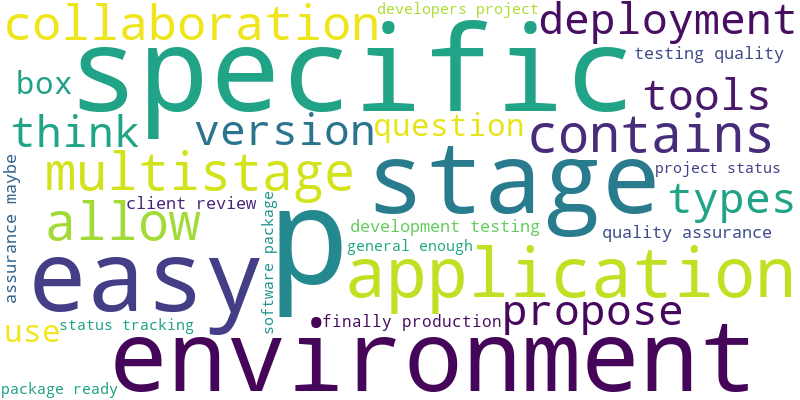 developers project
collaboration
deployment
specific
testing quality
box
tools
think
version
question
contains
multistage
stage
project status
assurance maybe
client review
types
allow
software package
p
development testing
quality assurance
general enough
easy
application
propose
use
status tracking
finally production
environment
package ready